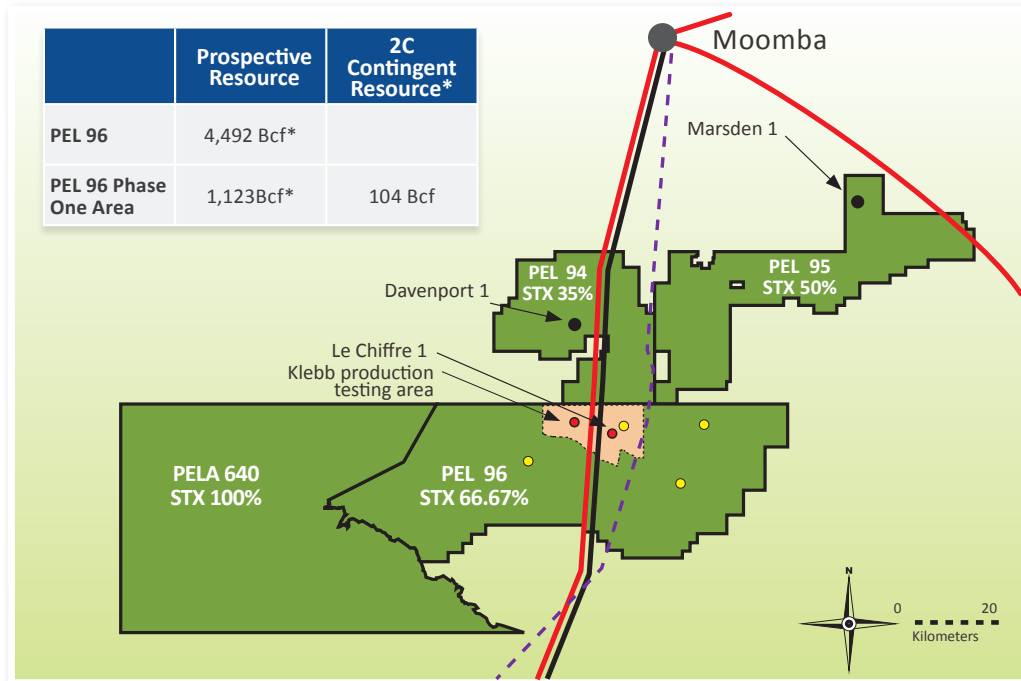 Prospective Resource
2C Contingent Resource*
PEL 96 4,492 Bcf*
PEL 96 Phase One Area 1,123Bcf* 104 Bcf
Moomba
Marsden 1
PEL 94
STX 35%
PEL 95
STX 50%
Davenport 1
Le Chiffre 1
Klebb production
testing area
PELA 640
STX 100%
PEL 96
STX 66.67%
N
0 20
Kilometers